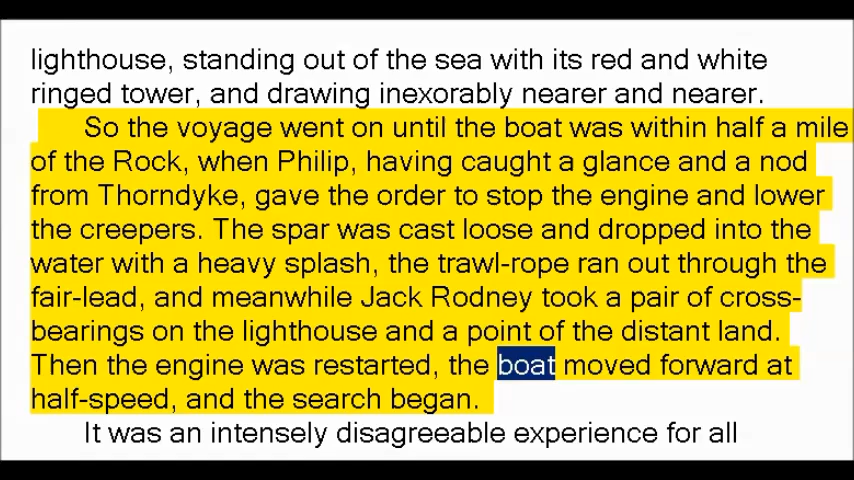 lighthouse, standing out of the sea with its red and white
ringed tower, and drawing inexorably nearer and nearer.
So the voyage went on until the boat was within half a mile
of the Rock, when Philip, having caught a glance and a nod
from Thorndyke, gave the order to stop the engine and lower
the creepers. The spar was cast loose and dropped into the
water with a heavy splash, the trawl-rope ran out through the
fair-lead, and meanwhile Jack Rodney took a pair of cross-
bearings on the lighthouse and a point of the distant land.
Then the engine was restarted, the boat moved forward at
half-speed, and the search began.
It was an intensely disagreeable experience for all